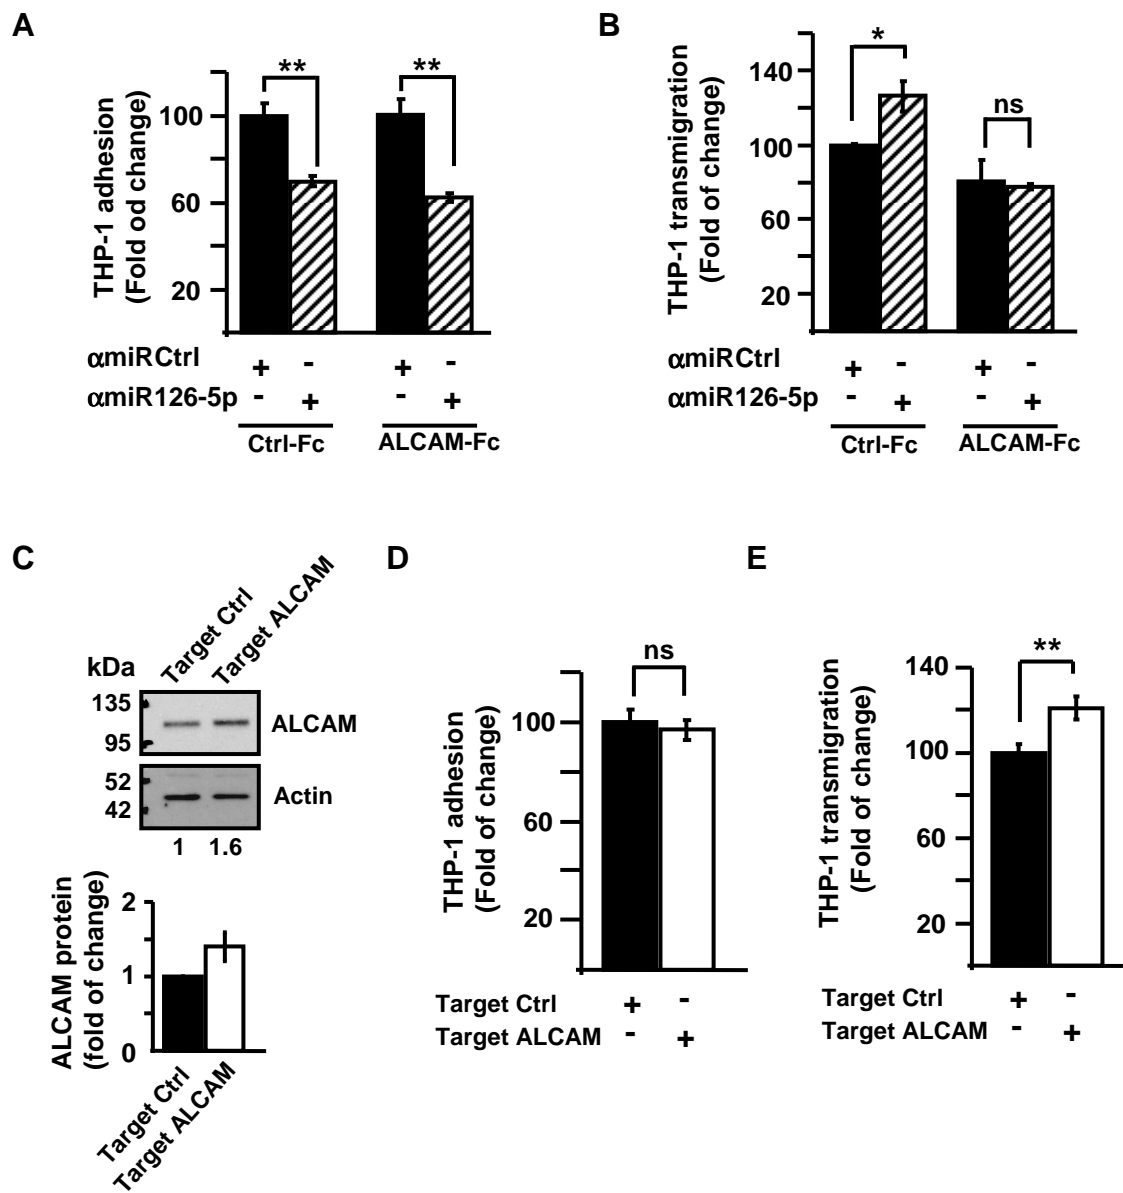 A
THP-1 adhesion
(Fold od change)
100
60
20
**
**
αmiRCtrl + - + -
αmiR126-5p - + - +
Ctrl-Fc ALCAM-Fc
B
THP-1 transmigration
(Fold of change)
140
100
60
20
*
ns
αmiRCtrl + - + -
αmiR126-5p - + - +
Ctrl-Fc ALCAM-Fc
C
Target Ctrl
Target ALCAM
kDa
135
95
ALCAM
52
42
Actin
1 1.6
ALCAM protein
(fold of change)
2
1
0
Target Ctrl
Target ALCAM
D
THP-1 adhesion
(Fold of change)
100
60
20
ns
Target Ctrl + -
Target ALCAM - +
E
THP-1 transmigration
(Fold of change)
140
100
60
20
**
Target Ctrl + -
Target ALCAM - +